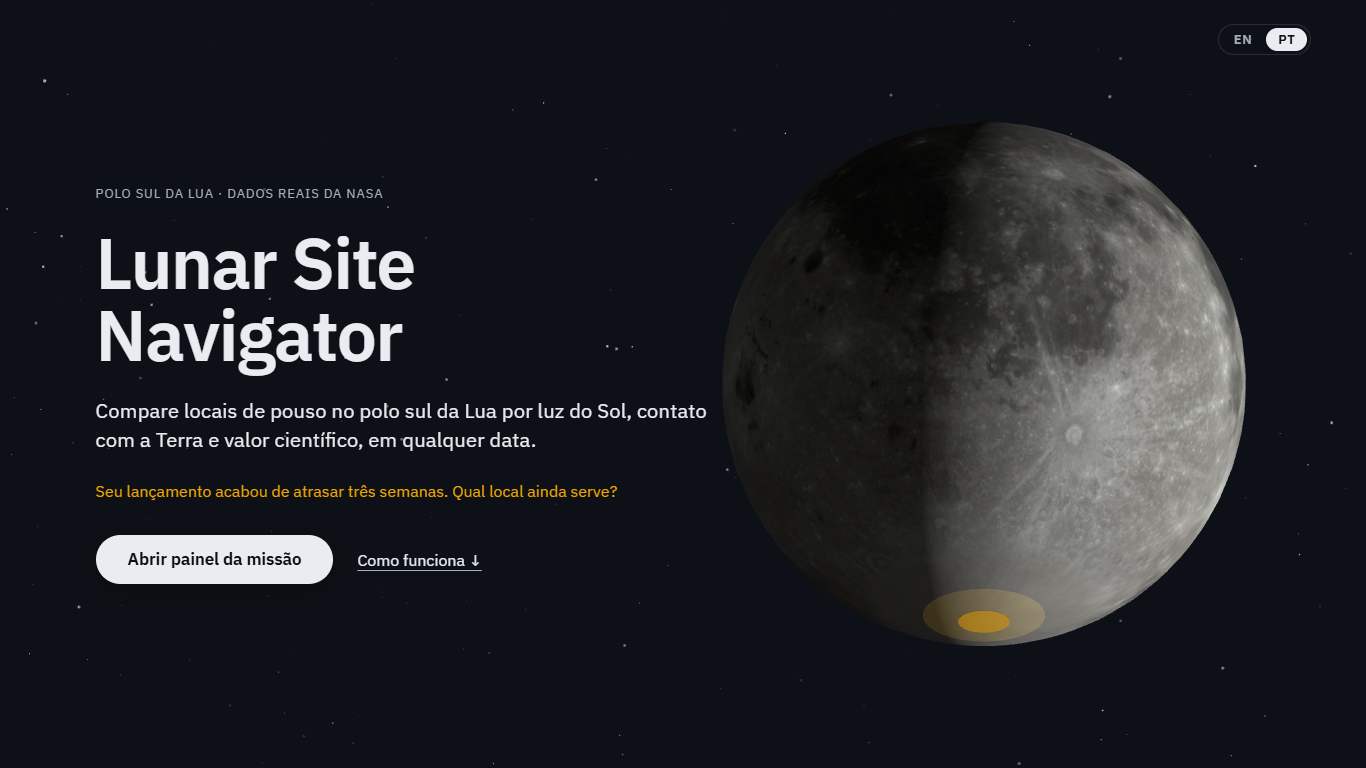 EN PT
POLO SUL DA LUA · DADOS REAIS DA NASA
Lunar Site
Navigator
Compare locais de pouso no polo sul da Lua por luz do Sol, contato
com a Terra e valor científico, em qualquer data.
Seu lançamento acabou de atrasar três semanas. Qual local ainda serve?
Abrir painel da missão
Como funciona ↓